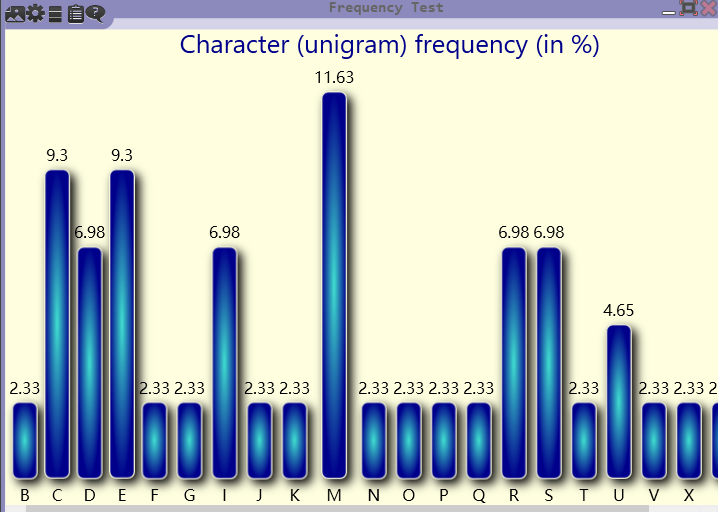 Frequency Test
Character (unigram) frequency (in %)
11.63
9.3 9.3
6.98 6.98 6.98 6.98
4.65
2.33 2.33 2.33 2.33 2.33 2.33 2.33 2.33 2.33 2.33 2.33 2.33
B C D E F G I J K M N O P Q R S T U V X